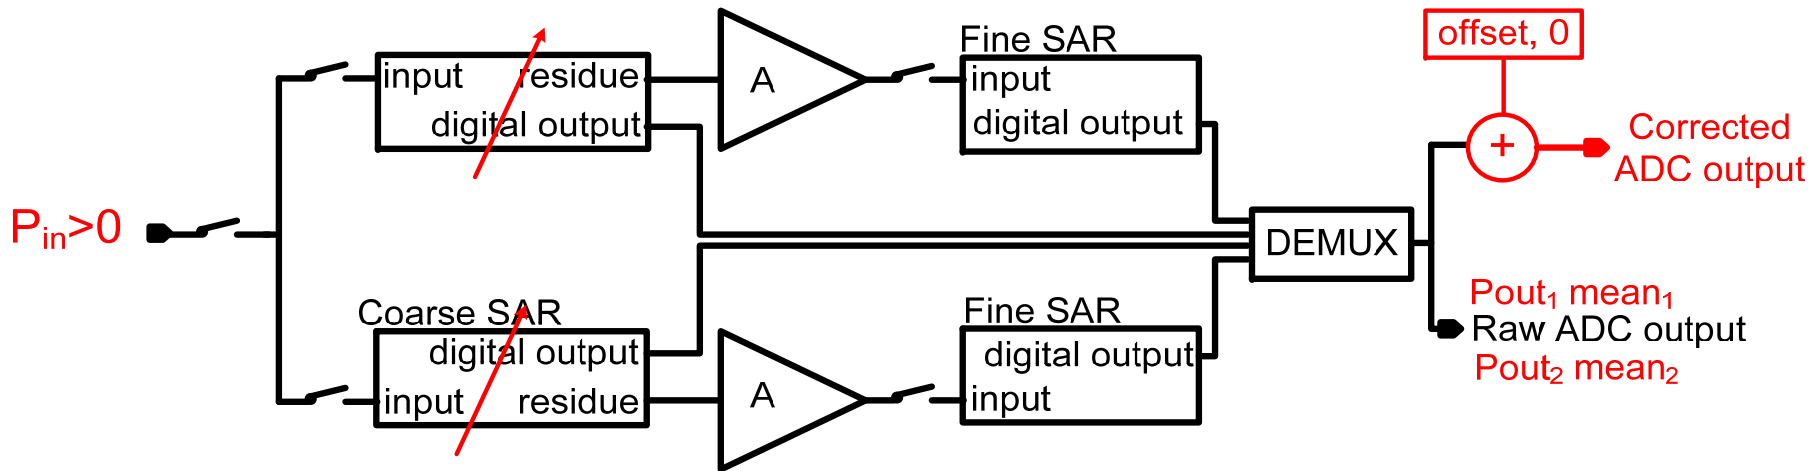 offset, 0
Fine SAR
input residue
A
input
digital output
digital output
Corrected
ADC output
+
P_in>0
DEMUX
Coarse SAR
Fine SAR
Pout₁ mean₁
Raw ADC output
Pout₂ mean₂
digital output
digital output
input residue
A
input